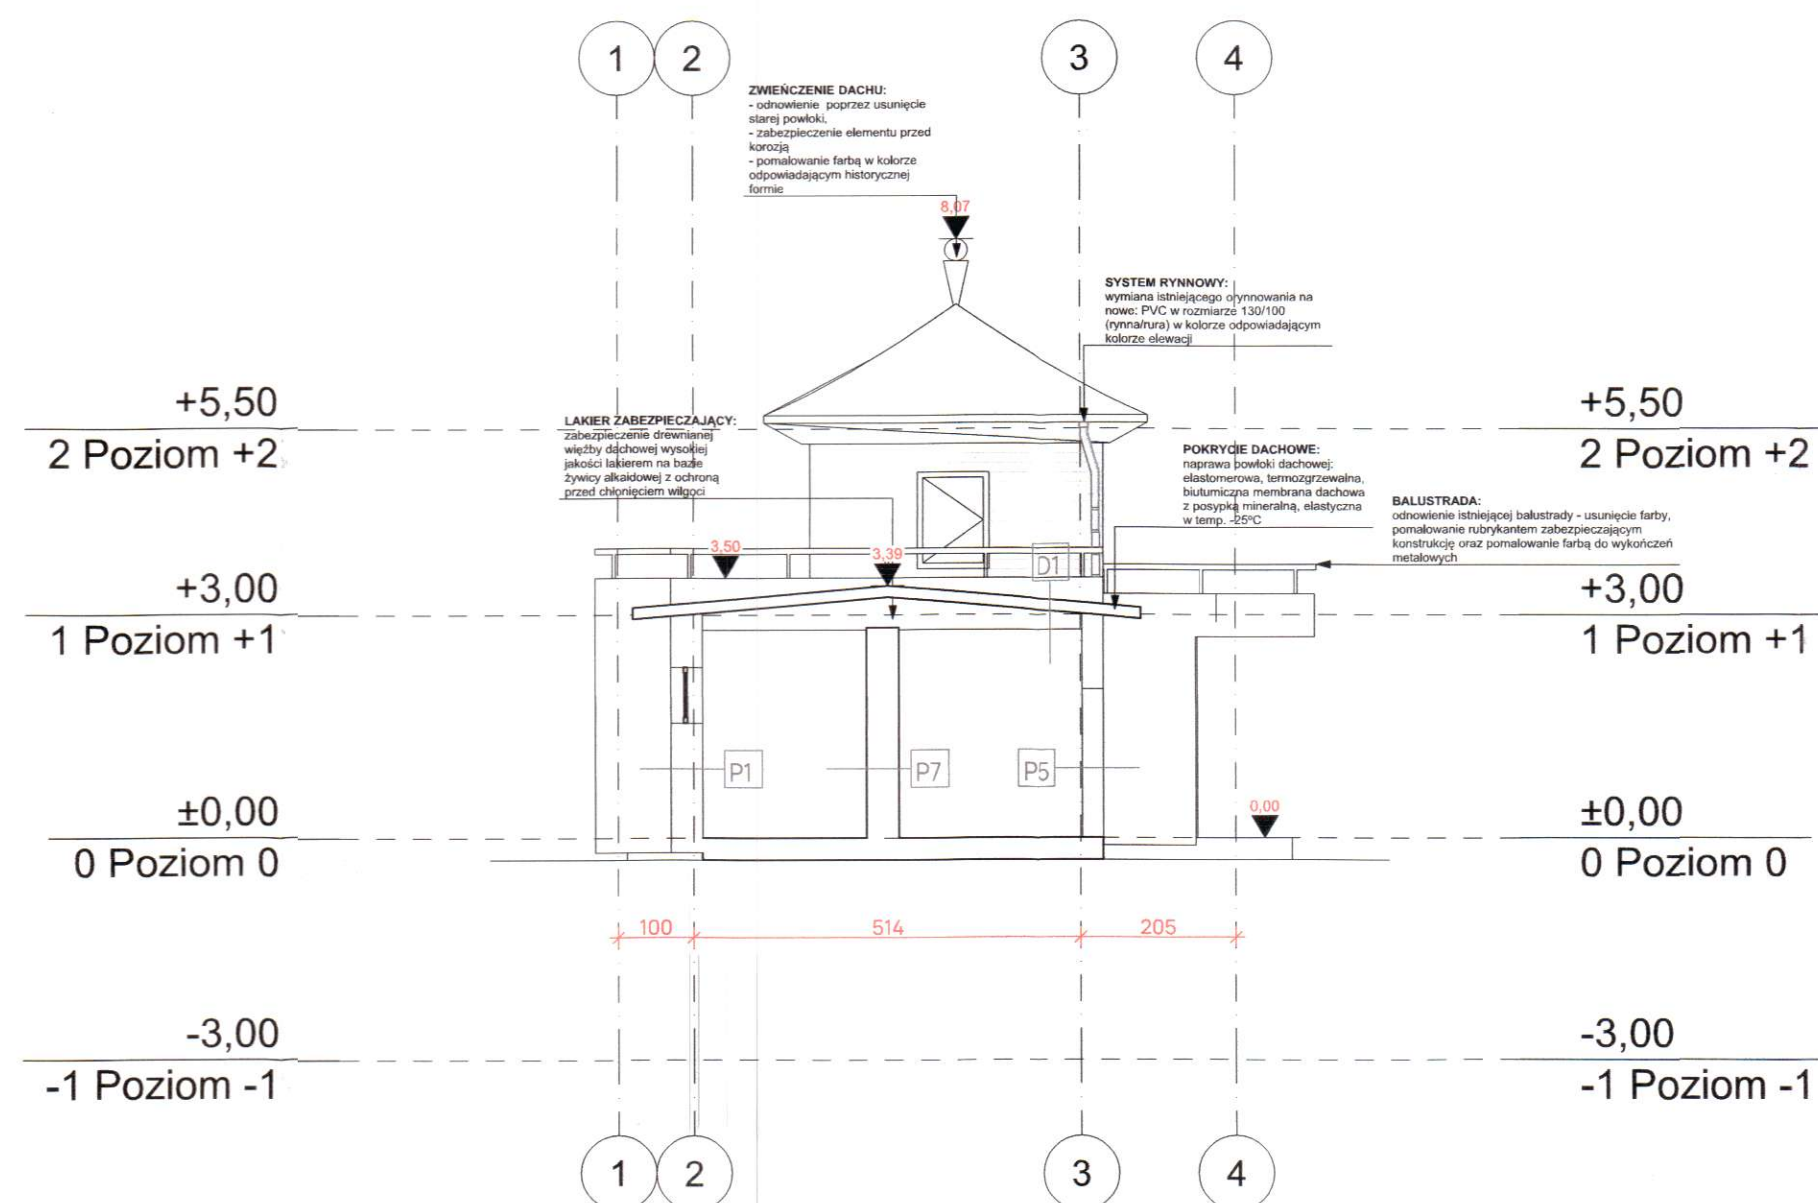 1
2
3
4
ZWIEŃCZENIE DACHU:
- odnowienie poprzez usunięcie
starej powłoki,
- zabezpieczenie elementu przed
korozją
- pomalowanie farbą w kolorze
odpowiadającym historycznej
formie
8,07
SYSTEM RYNNOWY:
wymiana istniejącego orynnowania na
nowe: PVC w rozmiarze 130/100
(rynna/rura) w kolorze odpowiadającym
kolorze elewacji
+5,50
2 Poziom +2
+5,50
2 Poziom +2
LAKIER ZABEZPIECZAJĄCY:
zabezpieczenie drewnianej
więźby dachowej wysokiej
jakości lakierem na bazie
żywicy alkaidowej z ochroną
przed chłonięciem wilgoci
POKRYCIE DACHOWE:
naprawa powłoki dachowej:
elastomerowa, termozgrzewalna,
biutumiczna membrana dachowa
z posypką mineralną, elastyczna
w temp. -25°C
BALUSTRADA:
odnowienie istniejącej balustrady - usunięcie farby,
pomalowanie rubrykantem zabezpieczającym
konstrukcję oraz pomalowanie farbą do wykończeń
metalowych
3,50
3,39
D1
+3,00
1 Poziom +1
+3,00
1 Poziom +1
P1
P7
P5
0,00
±0,00
0 Poziom 0
±0,00
0 Poziom 0
100
514
205
-3,00
-1 Poziom -1
-3,00
-1 Poziom -1
1
2
3
4